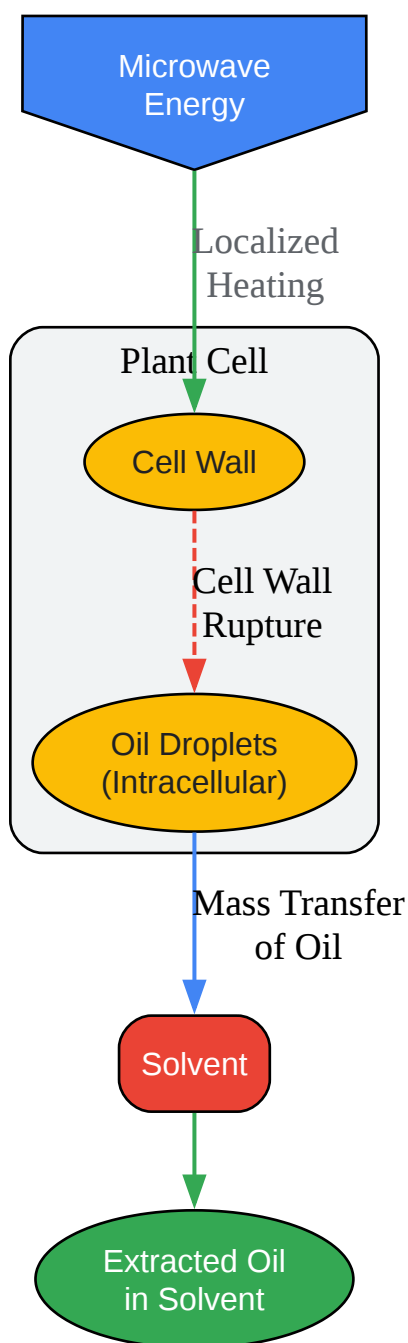 Microwave
Energy
Localized
Heating
Plant Cell
Cell Wall
Cell Wall
Rupture
Oil Droplets
(Intracellular)
Mass Transfer
of Oil
Solvent
Extracted Oil
in Solvent